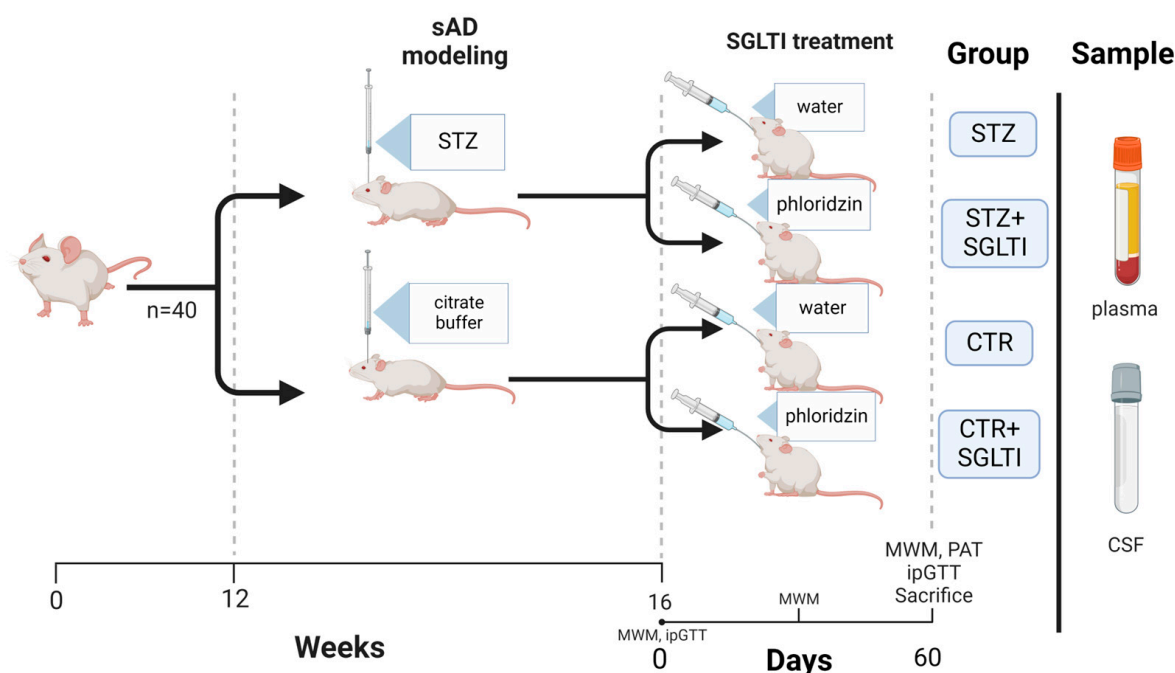 sAD
modeling
SGLTI treatment
Group
Sample
STZ
water
STZ
phloridzin
STZ+
SGLTI
n=40
citrate
buffer
water
CTR
plasma
phloridzin
CTR+
SGLTI
CSF
MWM, PAT
ipGTT
Sacrifice
0
12
16
MWM
MWM, ipGTT
Weeks
0
Days
60